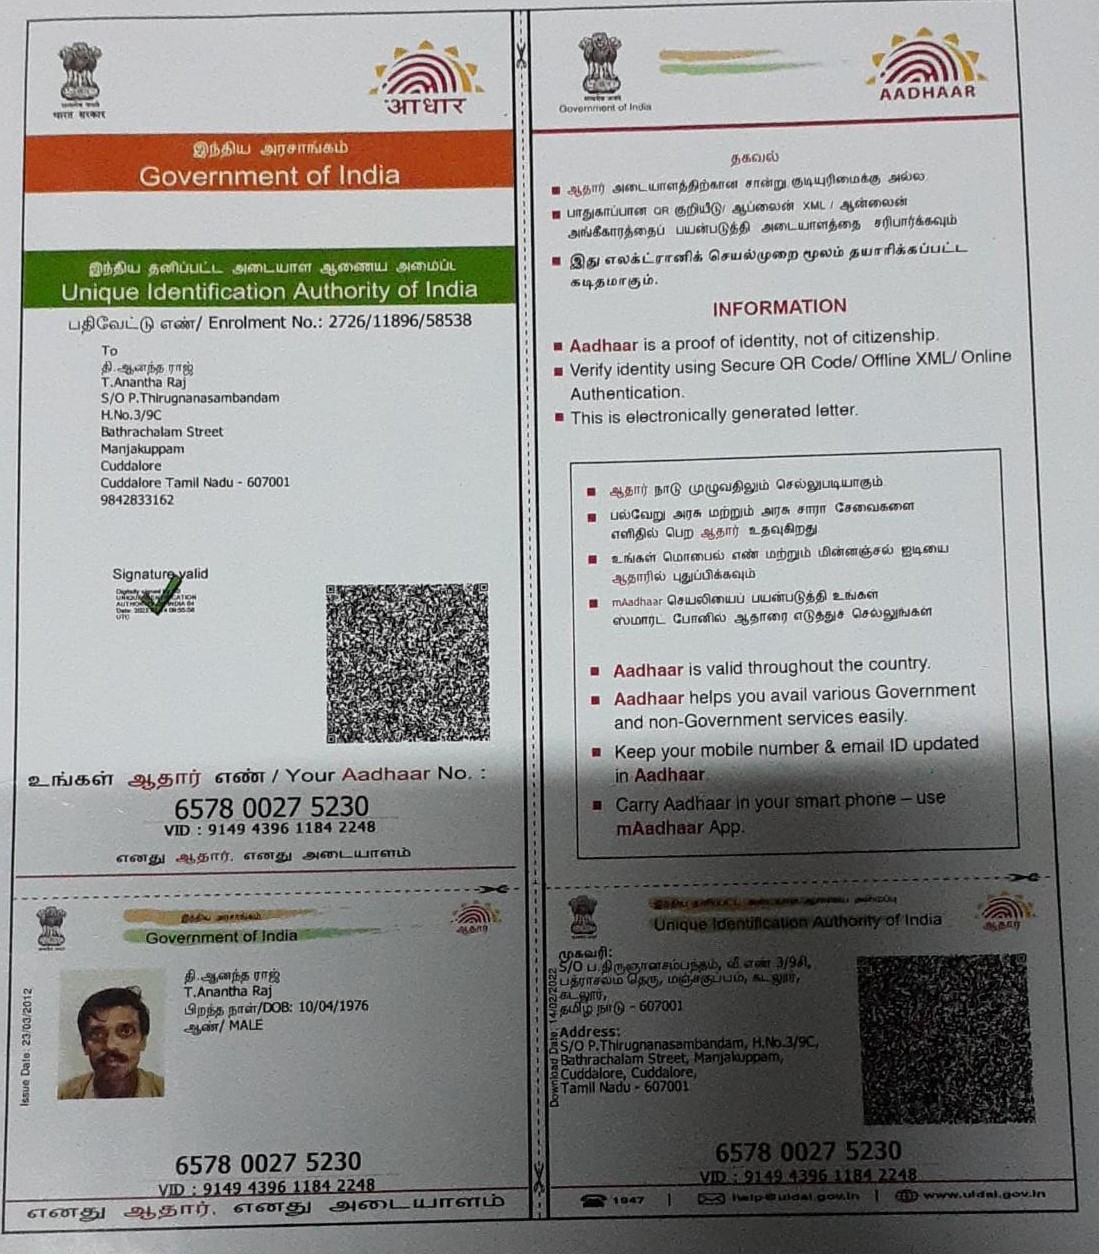 भारत सरकार
आधार
இந்திய அரசாங்கம்
Government of India
இந்திய தனிப்பட்ட அடையாள ஆணைய அமைப்பு
Unique Identification Authority of India
பதிவேட்டு எண்/ Enrolment No.: 2726/11896/58538
To
தி.ஆனந்த ராஜ்
T.Anantha Raj
S/O P.Thirugnanasambandam
H.No.3/9C
Bathrachalam Street
Manjakuppam
Cuddalore
Cuddalore Tamil Nadu - 607001
9842833162
Signature valid
உங்கள் ஆதார் எண் / Your Aadhaar No. :
6578 0027 5230
VID : 9149 4396 1184 2248
எனது ஆதார், எனது அடையாளம்
Government of India
AADHAAR
தகவல்
■ ஆதார் அடையாளத்திற்கான சான்று குடியுரிமைக்கு அல்ல
■ பாதுகாப்பான QR குறியீடு/ ஆப்லைன் XML / ஆன்லைன்
அங்கீகாரத்தைப் பயன்படுத்தி அடையாளத்தை சரிபார்க்கவும்
■ இது எலக்ட்ரானிக் செயல்முறை மூலம் தயாரிக்கப்பட்ட
கடிதமாகும்.
INFORMATION
■ Aadhaar is a proof of identity, not of citizenship.
■ Verify identity using Secure QR Code/ Offline XML/ Online
Authentication.
■ This is electronically generated letter.
■ ஆதார் நாடு முழுவதிலும் செல்லுபடியாகும்
■ பல்வேறு அரசு மற்றும் அரசு சாரா சேவைகளை
எளிதில் பெற ஆதார் உதவுகிறது
■ உங்கள் மொபைல் எண் மற்றும் மின்னஞ்சல் ஐடியை
ஆதாரில் புதுப்பிக்கவும்
■ mAadhaar செயலியைப் பயன்படுத்தி உங்கள்
ஸ்மார்ட் போனில் ஆதாரை எடுத்துச் செல்லுங்கள்
■ Aadhaar is valid throughout the country.
■ Aadhaar helps you avail various Government
and non-Government services easily.
■ Keep your mobile number & email ID updated
in Aadhaar.
■ Carry Aadhaar in your smart phone – use
mAadhaar App.
இந்திய அரசாங்கம்
Government of India
ஆதார்
Issue Date: 23/03/2012
தி.ஆனந்த ராஜ்
T.Anantha Raj
பிறந்த நாள்/DOB: 10/04/1976
ஆண்/ MALE
6578 0027 5230
VID : 9149 4396 1184 2248
எனது ஆதார், எனது அடையாளம்
இந்திய தனிப்பட்ட அடையாள ஆணைய அமைப்பு
Unique Identification Authority of India
ஆதார்
Download Date: 14/02/2022
முகவரி:
S/O ப.திருஞானசம்பந்தம், வீ.எண் 3/9சி,
பத்ராசலம் தெரு, மஞ்சகுப்பம், கடலூர்,
கடலூர்,
தமிழ் நாடு - 607001
Address:
S/O P.Thirugnanasambandam, H.No.3/9C,
Bathrachalam Street, Manjakuppam,
Cuddalore, Cuddalore,
Tamil Nadu - 607001
6578 0027 5230
VID : 9149 4396 1184 2248
1947 | help@uidai.gov.in | www.uidai.gov.in